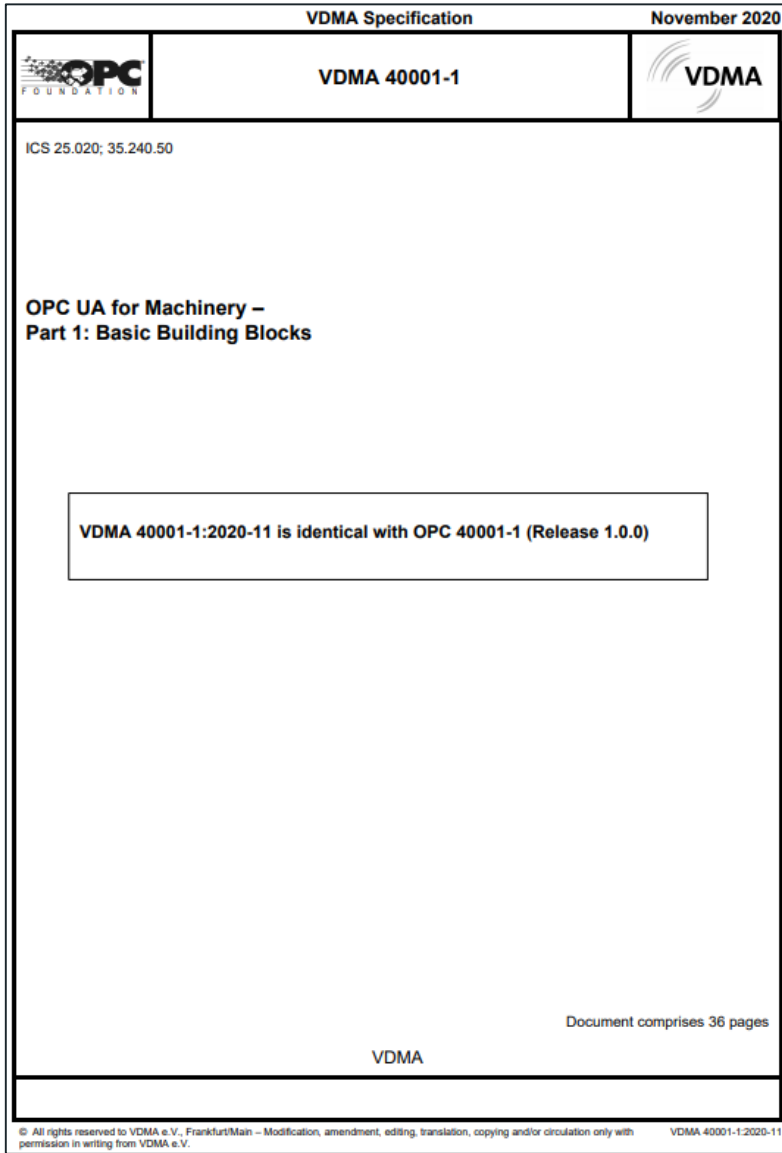 VDMA Specification November 2020
OPC
FOUNDATION
VDMA 40001-1
VDMA
ICS 25.020; 35.240.50
OPC UA for Machinery –
Part 1: Basic Building Blocks
VDMA 40001-1:2020-11 is identical with OPC 40001-1 (Release 1.0.0)
Document comprises 36 pages
VDMA
© All rights reserved to VDMA e.V., Frankfurt/Main – Modification, amendment, editing, translation, copying and/or circulation only with VDMA 40001-1:2020-11
permission in writing from VDMA e.V.